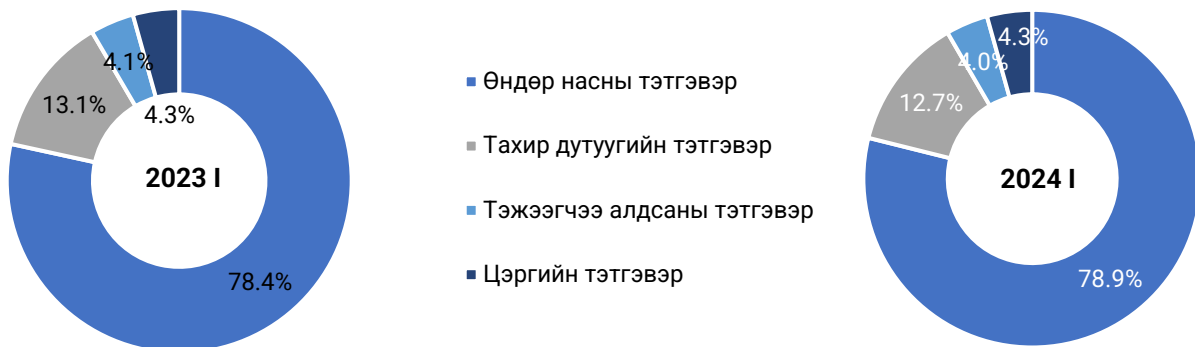 4.1%
13.1%
4.3%
2023 I
78.4%
Өндөр насны тэтгэвэр
Тахир дутуугийн тэтгэвэр
Тэжээгчээ алдсаны тэтгэвэр
Цэргийн тэтгэвэр
4.3%
4.0%
12.7%
2024 I
78.9%